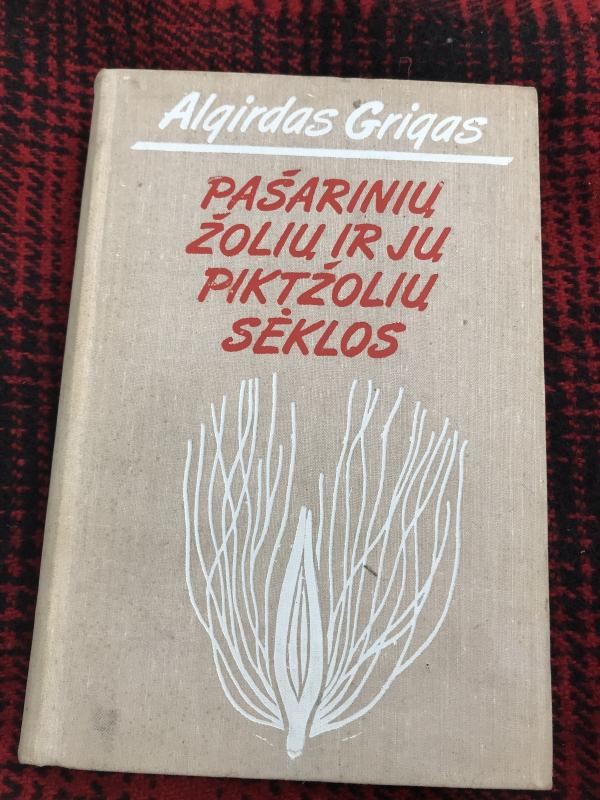 Algirdas Grigas
PAŠARINIŲ
ŽOLIŲ IR JŲ
PIKTŽOLIŲ
SĖKLOS